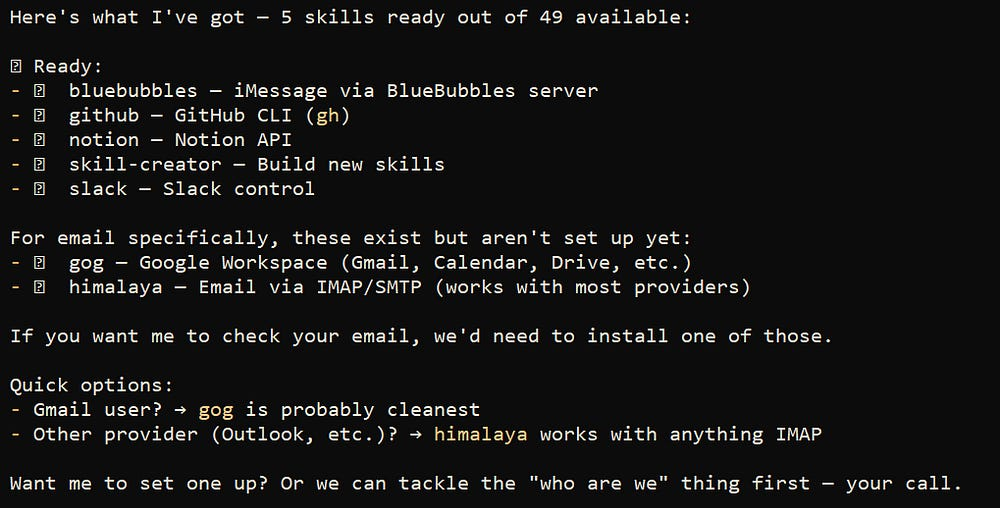 Here's what I've got — 5 skills ready out of 49 available:
Ready:
- bluebubbles — iMessage via BlueBubbles server
- github — GitHub CLI (gh)
- notion — Notion API
- skill-creator — Build new skills
- slack — Slack control
For email specifically, these exist but aren't set up yet:
- gog — Google Workspace (Gmail, Calendar, Drive, etc.)
- himalaya — Email via IMAP/SMTP (works with most providers)
If you want me to check your email, we'd need to install one of those.
Quick options:
- Gmail user? → gog is probably cleanest
- Other provider (Outlook, etc.)? → himalaya works with anything IMAP
Want me to set one up? Or we can tackle the "who are we" thing first — your call.